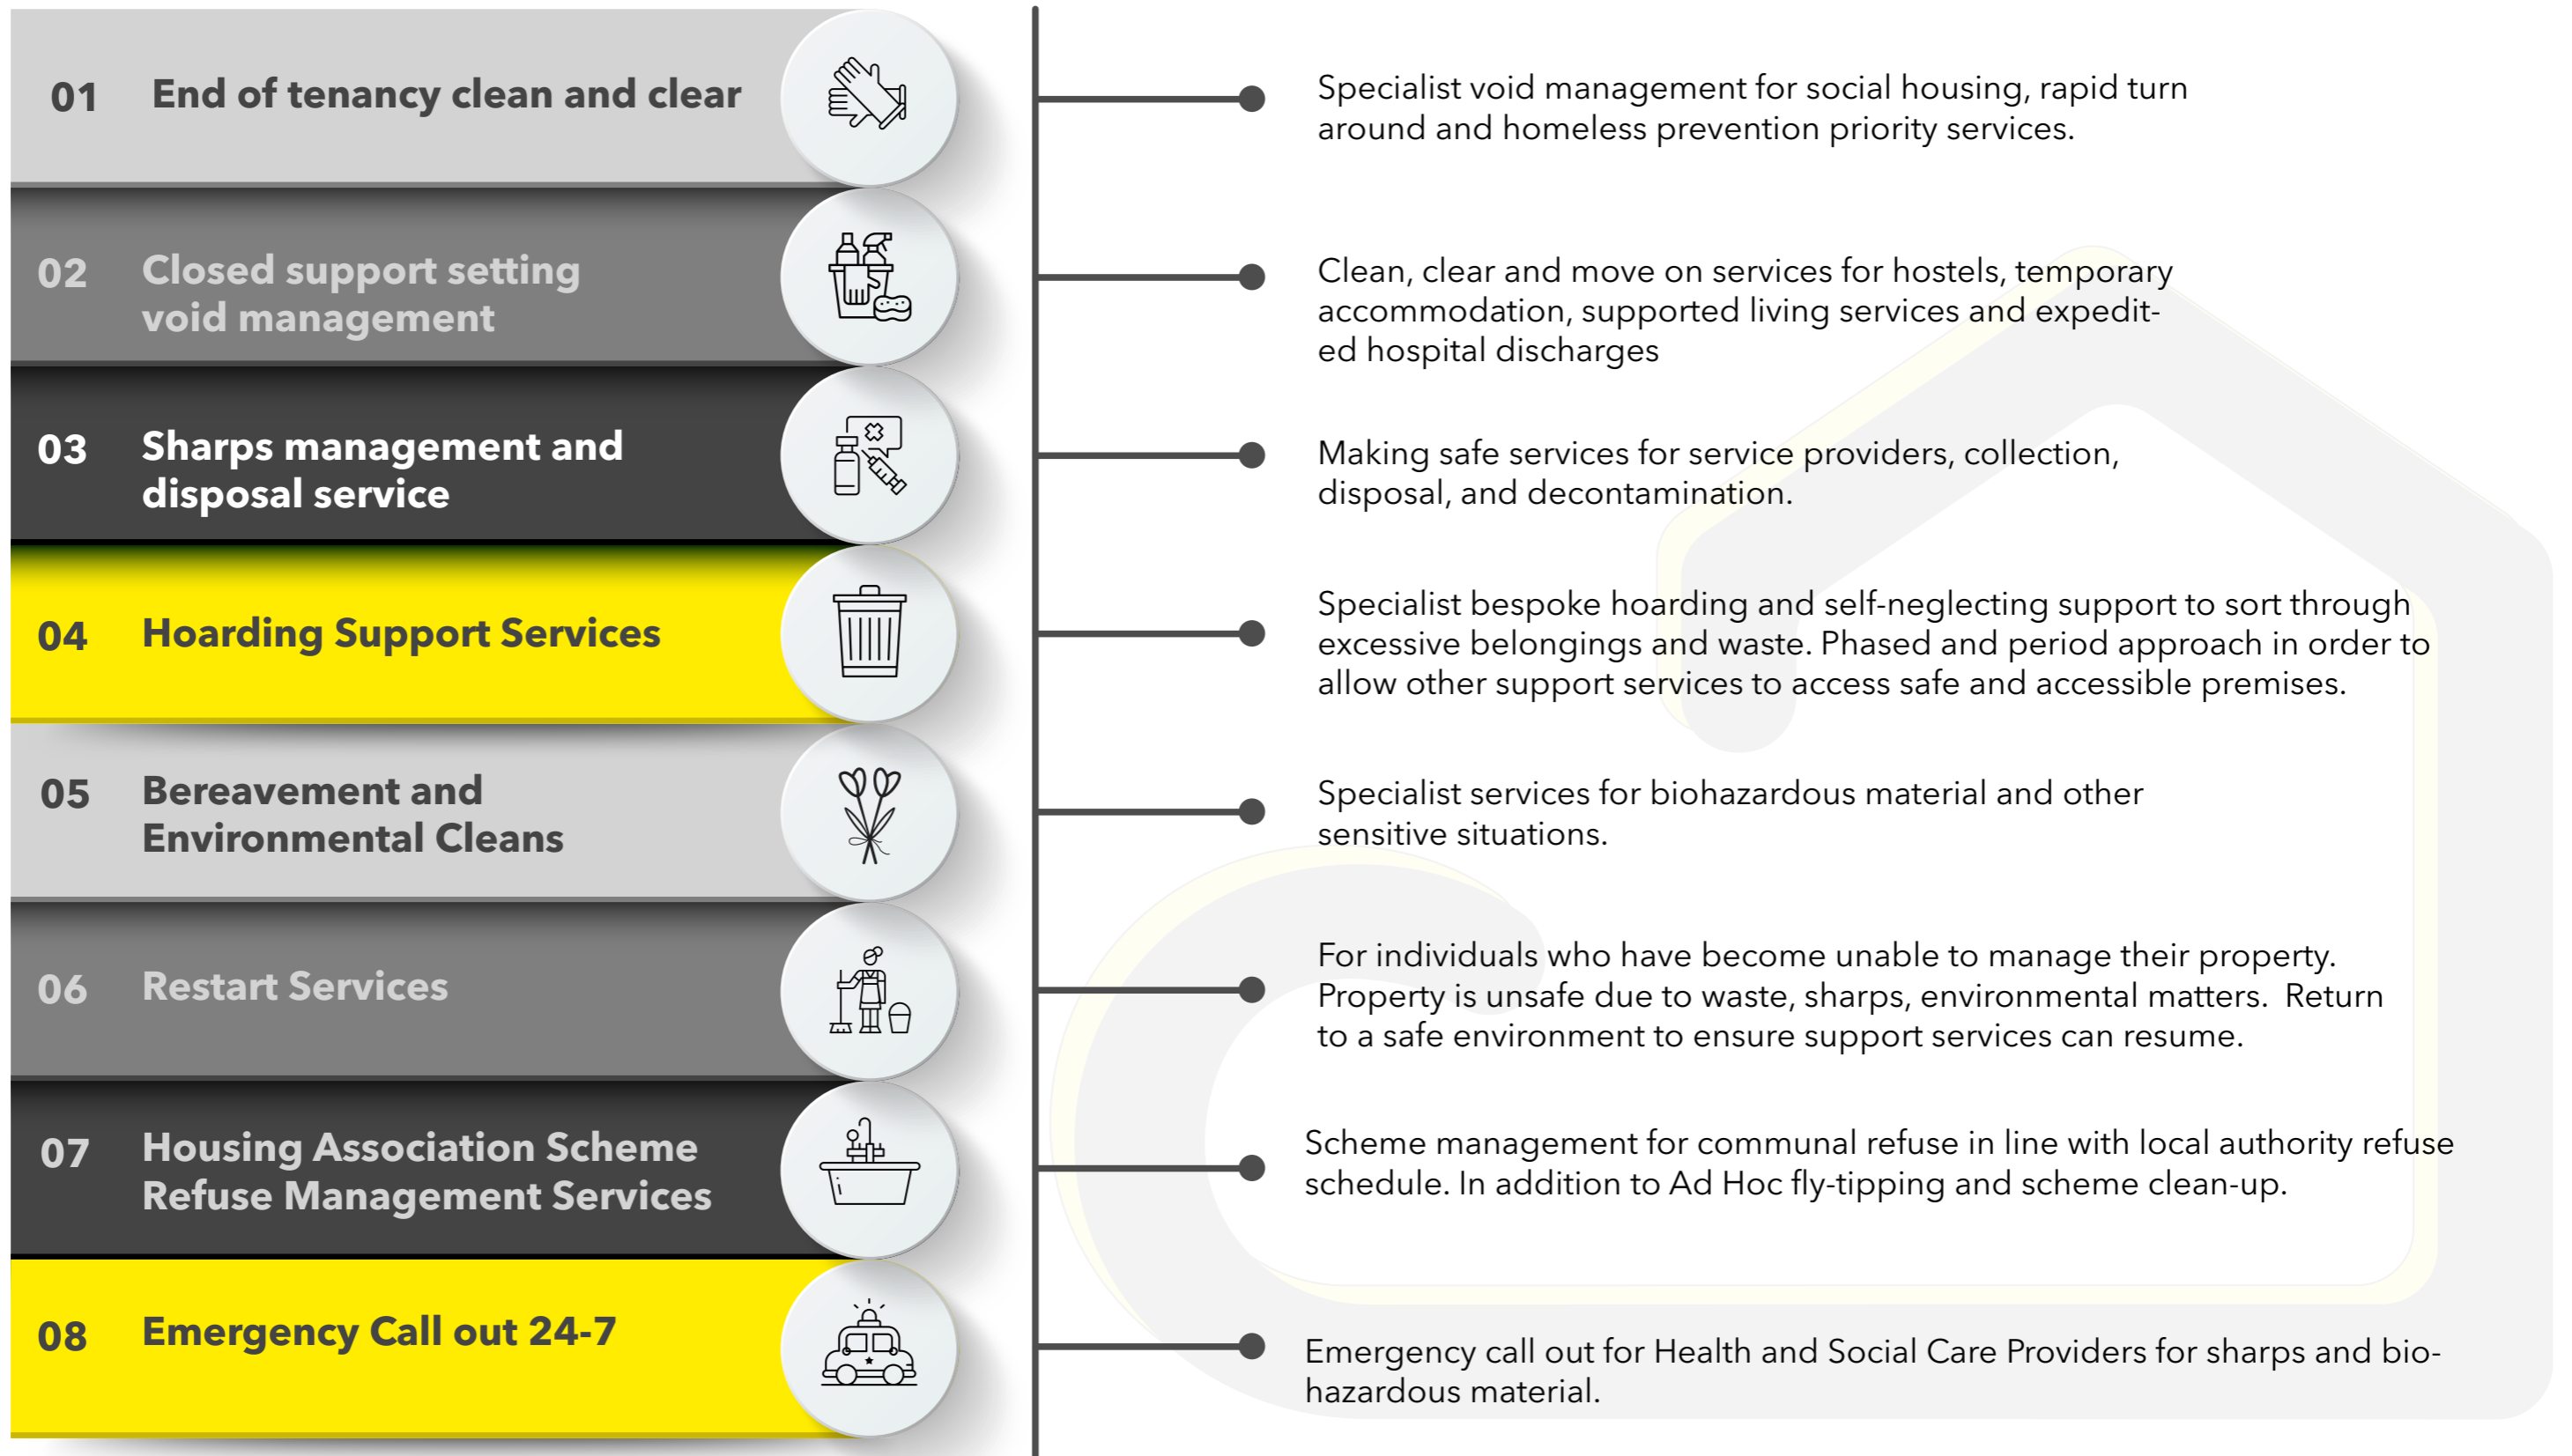 01 End of tenancy clean and clear
Specialist void management for social housing, rapid turn
around and homeless prevention priority services.
02 Closed support setting
void management
Clean, clear and move on services for hostels, temporary
accommodation, supported living services and expedit-
ed hospital discharges
03 Sharps management and
disposal service
Making safe services for service providers, collection,
disposal, and decontamination.
04 Hoarding Support Services
Specialist bespoke hoarding and self-neglecting support to sort through
excessive belongings and waste. Phased and period approach in order to
allow other support services to access safe and accessible premises.
05 Bereavement and
Environmental Cleans
Specialist services for biohazardous material and other
sensitive situations.
06 Restart Services
For individuals who have become unable to manage their property.
Property is unsafe due to waste, sharps, environmental matters.  Return
to a safe environment to ensure support services can resume.
07 Housing Association Scheme
Refuse Management Services
Scheme management for communal refuse in line with local authority refuse
schedule. In addition to Ad Hoc fly-tipping and scheme clean-up.
08 Emergency Call out 24-7
Emergency call out for Health and Social Care Providers for sharps and bio-
hazardous material.